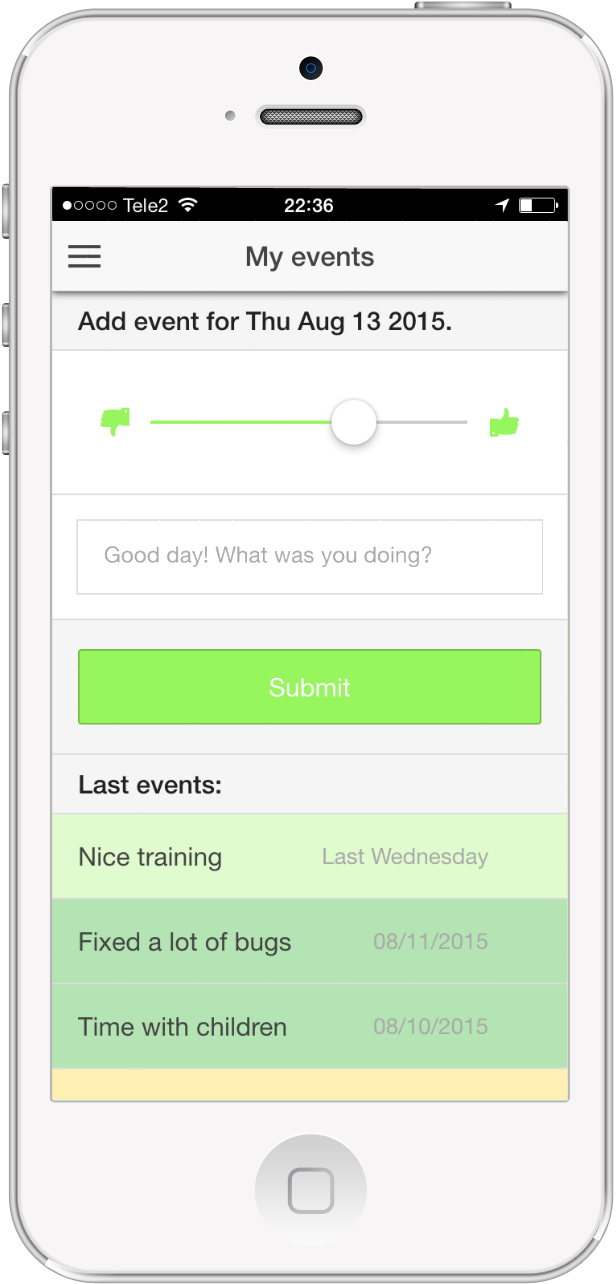 Tele2 22:36
My events
Add event for Thu Aug 13 2015.
Good day! What was you doing?
Submit
Last events:
Nice training Last Wednesday
Fixed a lot of bugs 08/11/2015
Time with children 08/10/2015